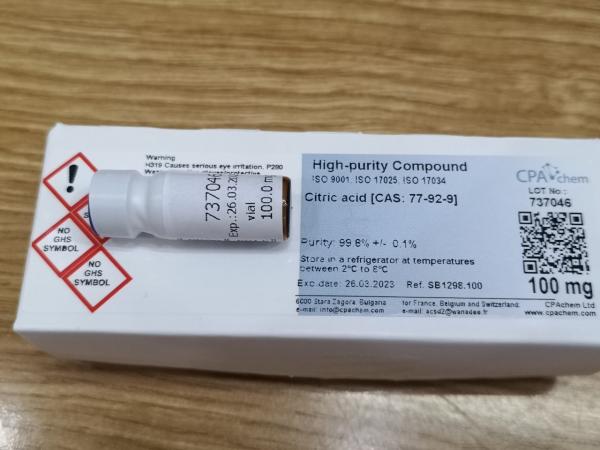 Warning
H319 Causes serious eye irritation. P280
NO
GHS
SYMBOL
NO
GHS
SYMBOL
737046
Exp.:26.03.20
vial
100.0 m
High-purity Compound
ISO 9001, ISO 17025, ISO 17034
Citric acid [CAS: 77-92-9]
Purity: 99.8% +/- 0.1%
Store in a refrigerator at temperatures
between 2°C to 8°C
Exp. date: 26.03.2023 Ref. SB1298.100
6000 Stara Zagora, Bulgaria
e-mail: info@cpachem.com
for France, Belgium and Switzerland:
CPAchem
LOT No.:
737046
100 mg
CPAchem Ltd.
www.cpachem.com